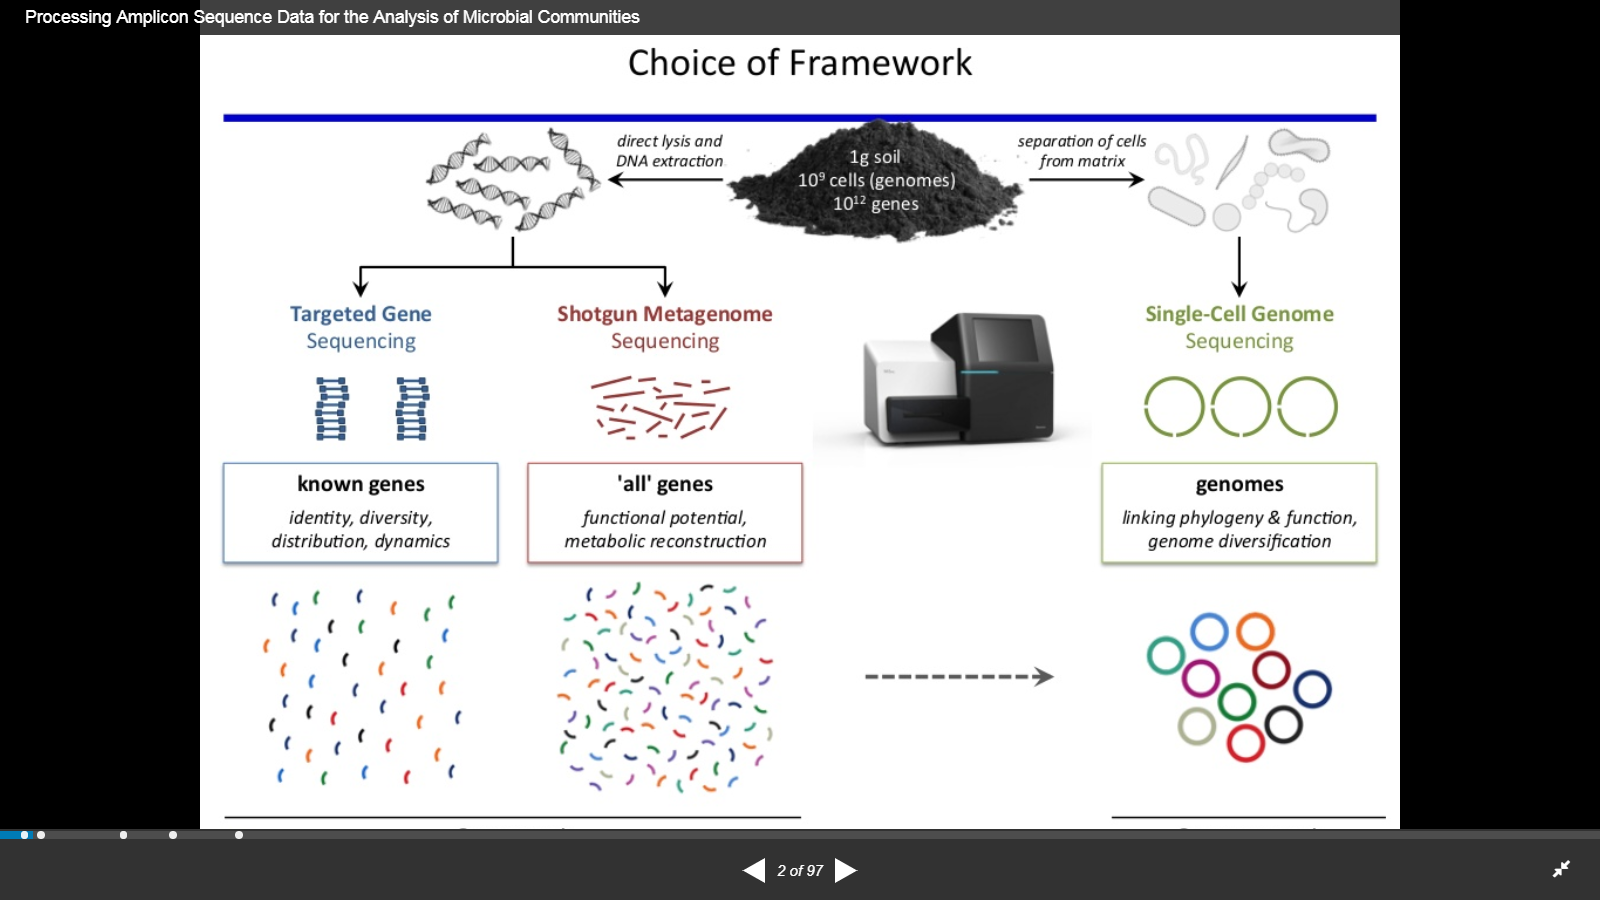 Processing Amplicon Sequence Data for the Analysis of Microbial Communities
Choice of Framework
direct lysis and
DNA extraction
1g soil
10⁹ cells (genomes)
10¹² genes
separation of cells
from matrix
Targeted Gene
Sequencing
Shotgun Metagenome
Sequencing
Single-Cell Genome
Sequencing
known genes
identity, diversity,
distribution, dynamics
'all' genes
functional potential,
metabolic reconstruction
genomes
linking phylogeny & function,
genome diversification
2 of 97